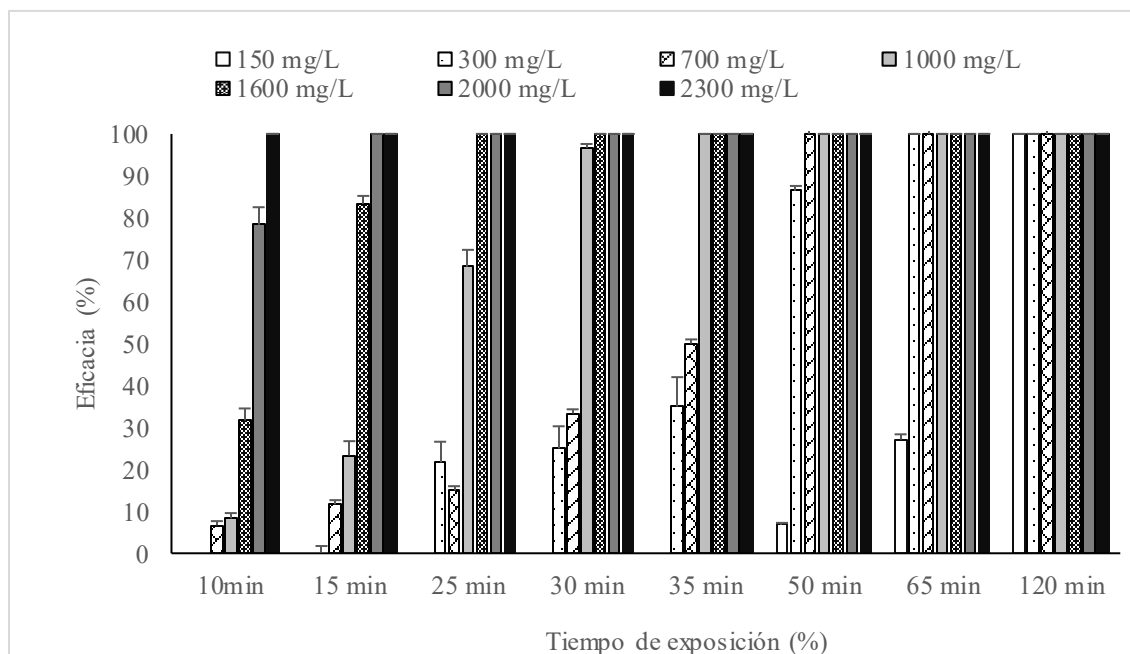 150 mg/L 300 mg/L 700 mg/L 1000 mg/L
1600 mg/L 2000 mg/L 2300 mg/L
100
90
80
70
60
50
40
30
20
10
0
Eficacia (%)
10min 15 min 25 min 30 min 35 min 50 min 65 min 120 min
Tiempo de exposición (%)